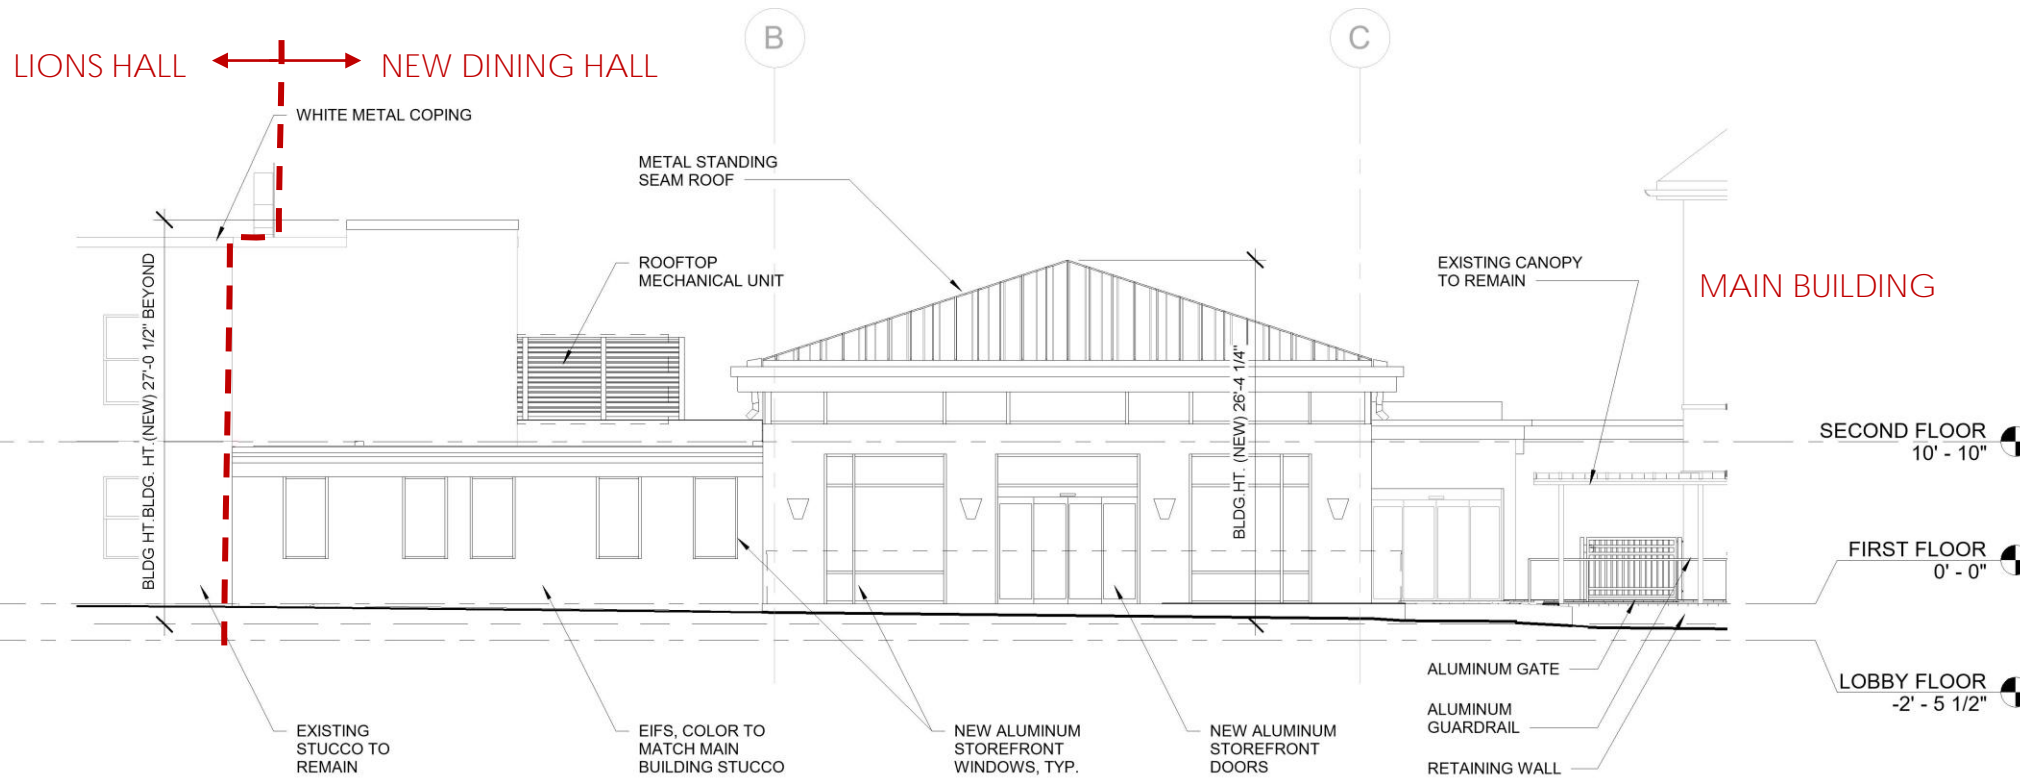 B
C
LIONS HALL
NEW DINING HALL
WHITE METAL COPING
METAL STANDING
SEAM ROOF
ROOFTOP
MECHANICAL UNIT
EXISTING CANOPY
TO REMAIN
MAIN BUILDING
BLDG HT.BLDG. HT.(NEW) 27'-0 1/2" BEYOND
BLDG.HT. (NEW) 26'-4 1/4"
SECOND FLOOR
10' - 10"
FIRST FLOOR
0' - 0"
LOBBY FLOOR
-2' - 5 1/2"
ALUMINUM GATE
ALUMINUM
GUARDRAIL
RETAINING WALL
EXISTING
STUCCO TO
REMAIN
EIFS, COLOR TO
MATCH MAIN
BUILDING STUCCO
NEW ALUMINUM
STOREFRONT
WINDOWS, TYP.
NEW ALUMINUM
STOREFRONT
DOORS